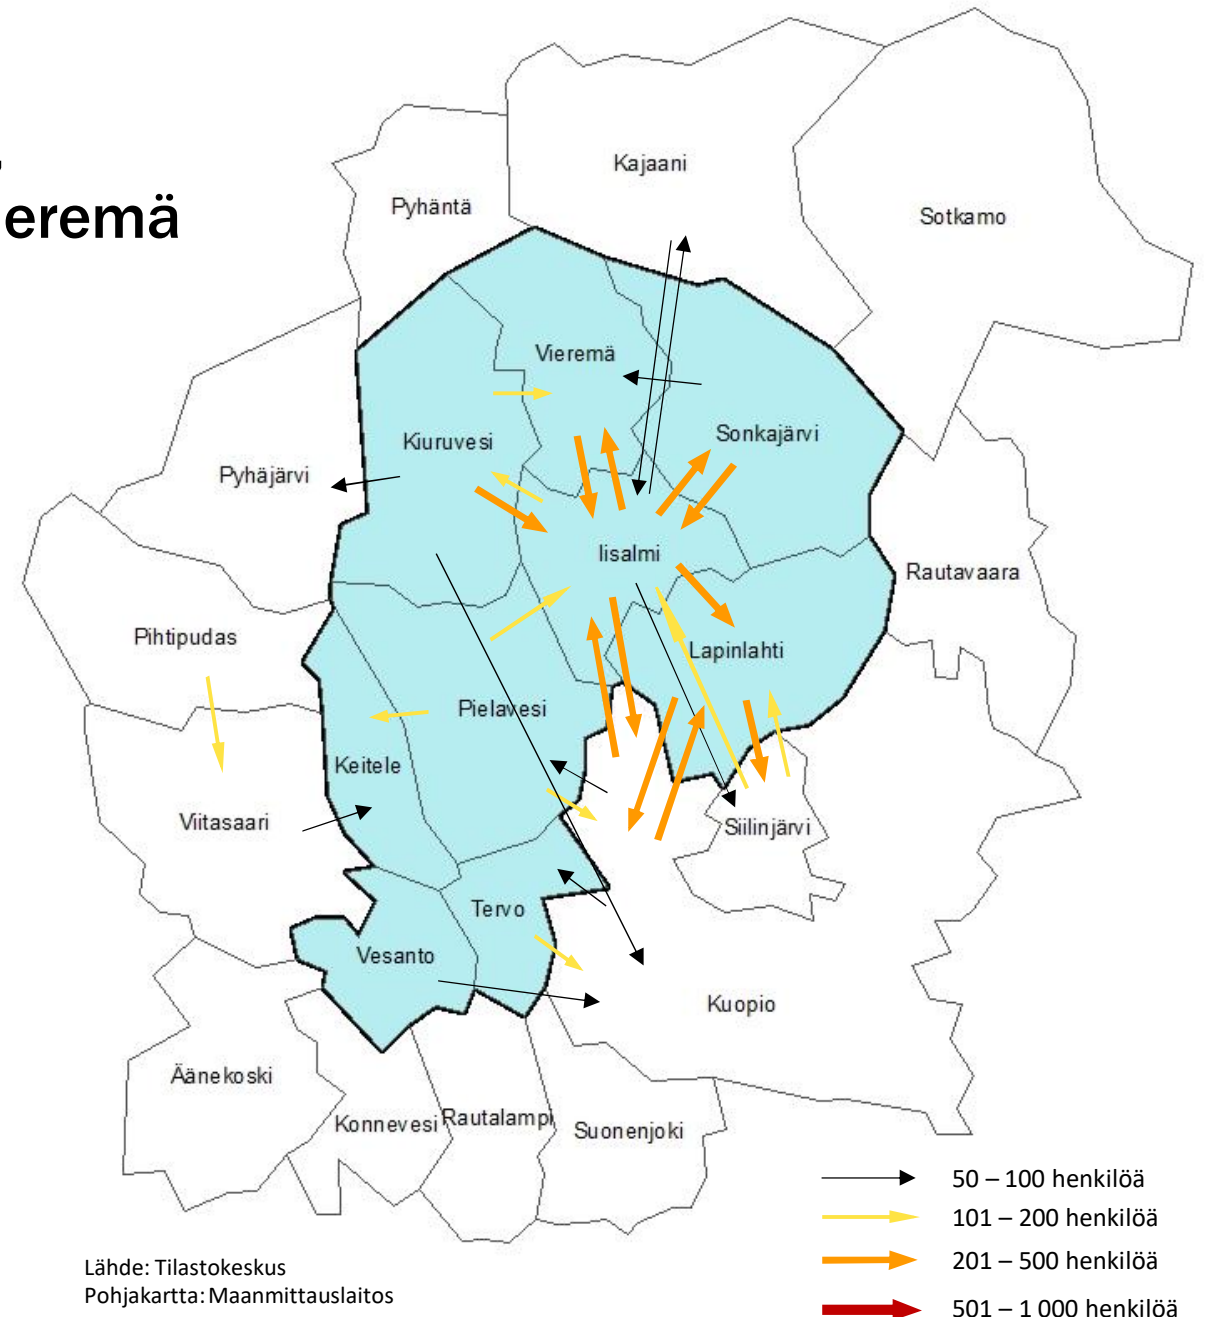 eremä
Kajaani
Pyhäntä
Sotkamo
Vieremä
Sonkajärvi
Kiuruvesi
Pyhäjärvi
Iisalmi
Rautavaara
Pihtipudas
Lapinlahti
Pielavesi
Keitele
Viitasaari
Siilinjärvi
Tervo
Vesanto
Kuopio
Äänekoski
Konnevesi
Rautalampi
Suonenjoki
50 – 100 henkilöä
101 – 200 henkilöä
201 – 500 henkilöä
501 – 1 000 henkilöä
Lähde: Tilastokeskus
Pohjakartta: Maanmittauslaitos